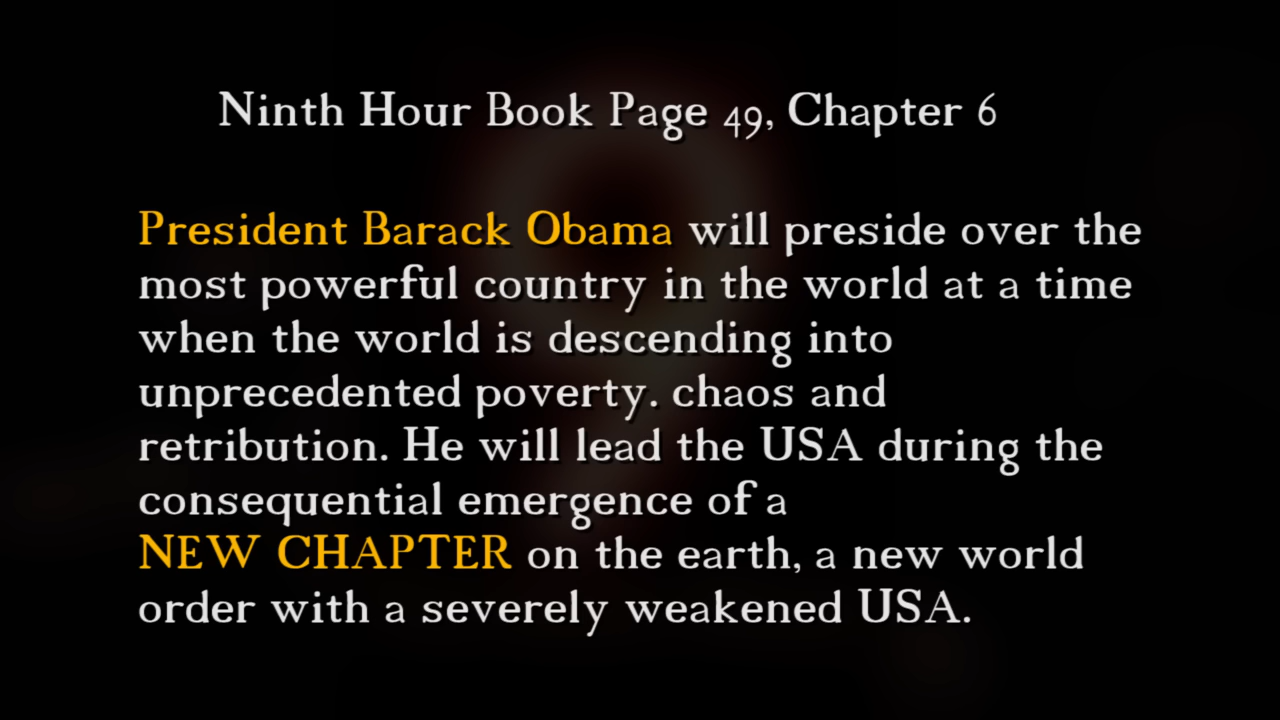 Ninth Hour Book Page 49, Chapter 6
President Barack Obama will preside over the
most powerful country in the world at a time
when the world is descending into
unprecedented poverty. chaos and
retribution. He will lead the USA during the
consequential emergence of a
NEW CHAPTER on the earth, a new world
order with a severely weakened USA.